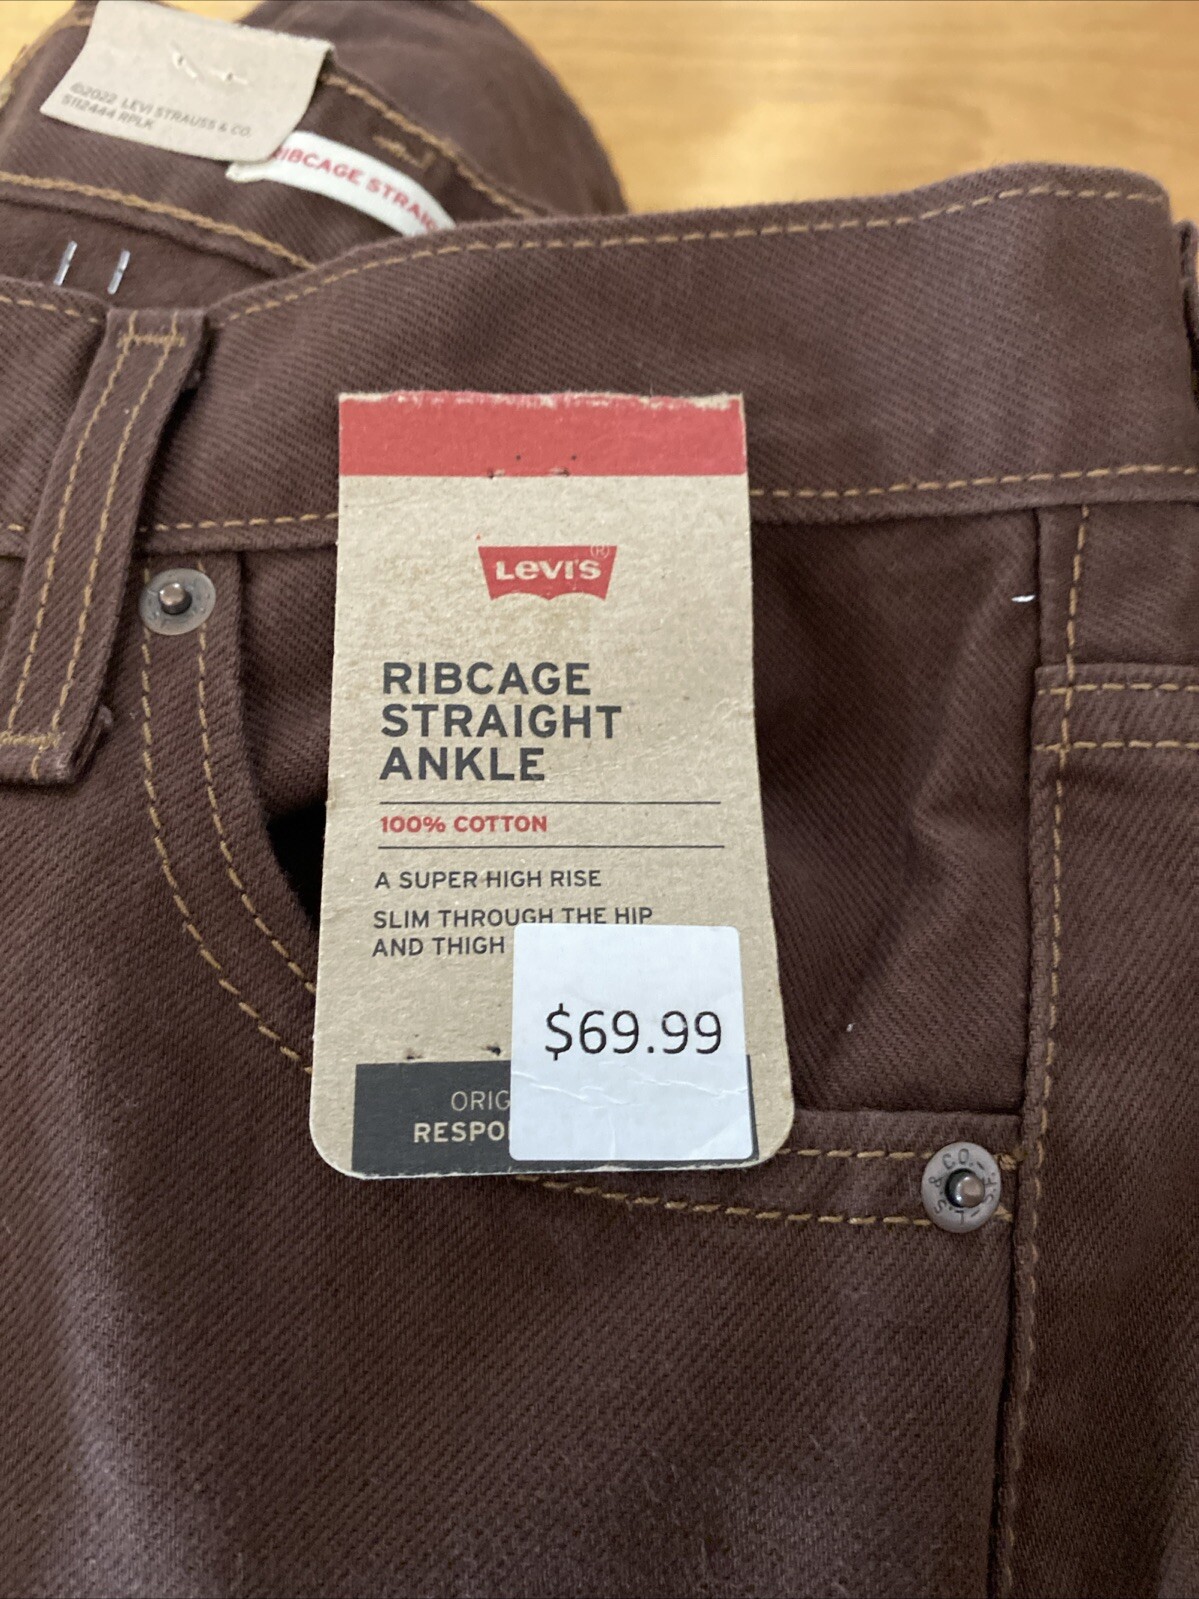 ©2022 LEVI STRAUSS & CO.
5112444 RPLK
RIBCAGE STRAIG
LEVI'S®
RIBCAGE
STRAIGHT
ANKLE
100% COTTON
A SUPER HIGH RISE
SLIM THROUGH THE HIP
AND THIGH
$69.99
ORIG
RESPO
L.S. & CO.-S.F.-